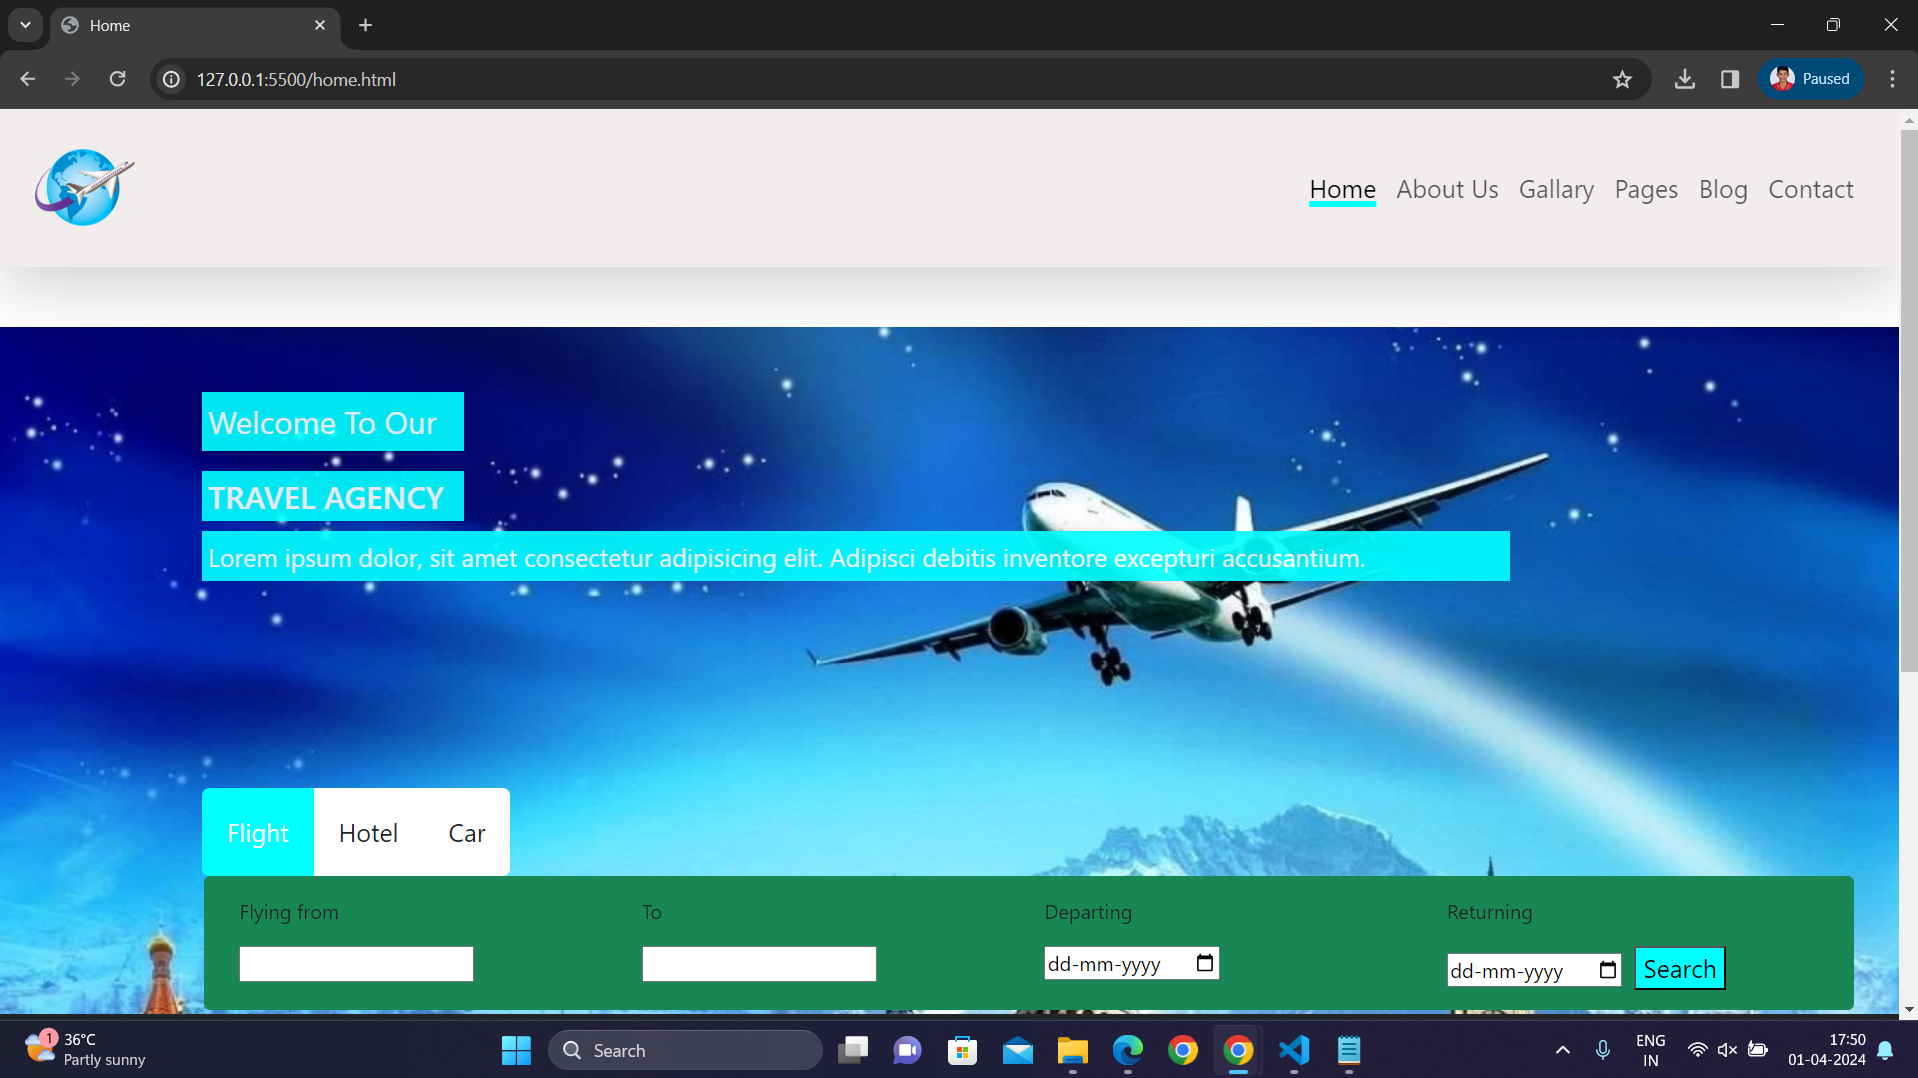 Home
127.0.0.1:5500/home.html
Paused
Home About Us Gallary Pages Blog Contact
Welcome To Our
TRAVEL AGENCY
Lorem ipsum dolor, sit amet consectetur adipisicing elit. Adipisci debitis inventore excepturi accusantium.
Flight Hotel Car
Flying from To Departing Returning
dd-mm-yyyy dd-mm-yyyy Search
1
36°C
Partly sunny
Search
ENG
IN
17:50
01-04-2024